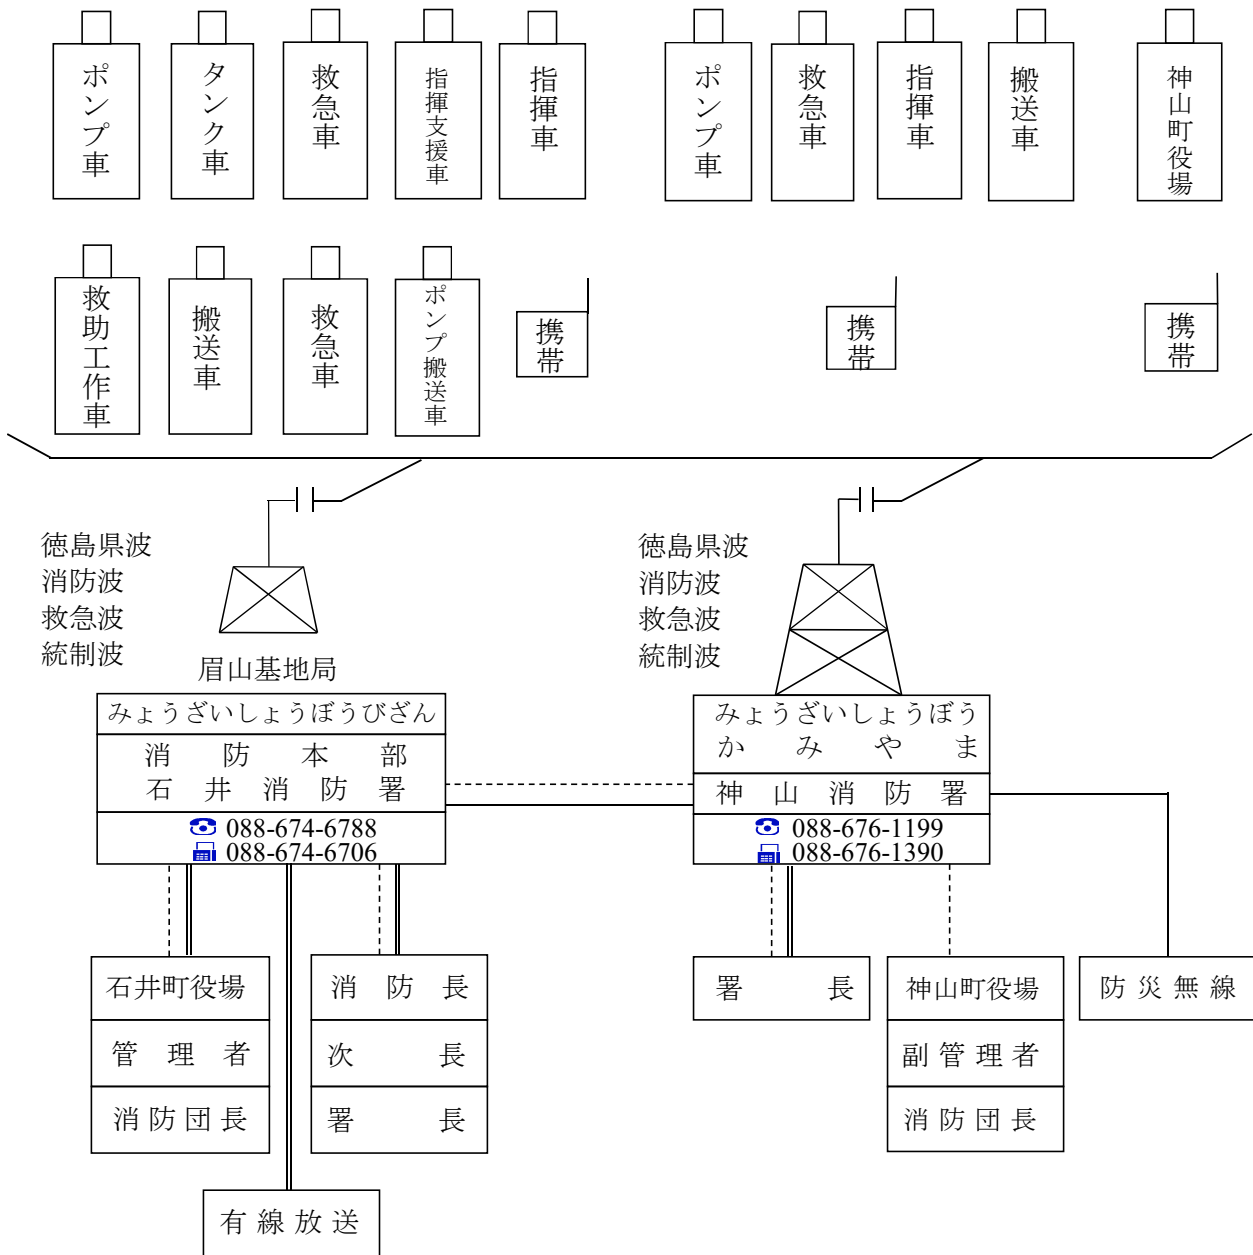 ポンプ車
タンク車
救急車
指揮支援車
指揮車
ポンプ車
救急車
指揮車
搬送車
神山町役場
救助工作車
搬送車
救急車
ポンプ搬送車
携帯
携帯
携帯
徳島県波
消防波
救急波
統制波
眉山基地局
徳島県波
消防波
救急波
統制波
みょうざいしょうぼうびざん
消防本部
石井消防署
088-674-6788
088-674-6706
みょうざいしょうぼう
かみやま
神山消防署
088-676-1199
088-676-1390
石井町役場
管理者
消防団長
消防長
次長
署長
署長
神山町役場
副管理者
消防団長
防災無線
有線放送